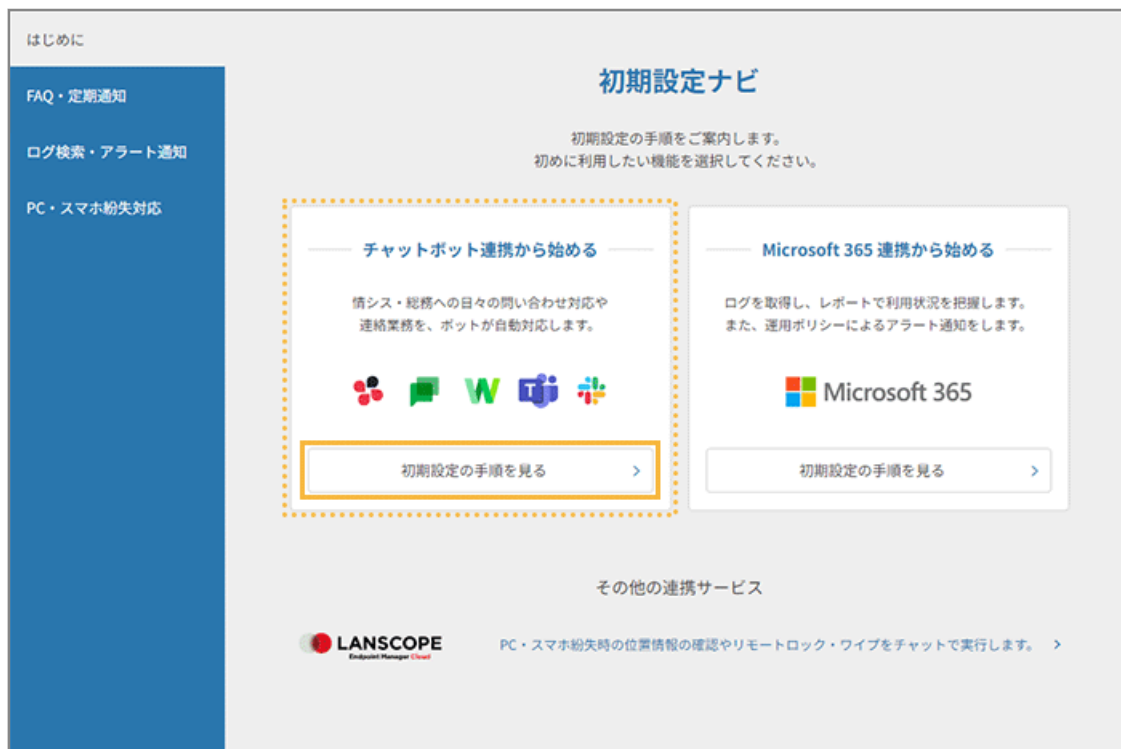 はじめに
FAQ・定期通知
ログ検索・アラート通知
PC・スマホ紛失対応
初期設定ナビ
初期設定の手順をご案内します。
初めに利用したい機能を選択してください。
チャットボット連携から始める
情シス・総務への日々の問い合わせ対応や
連絡業務を、ボットが自動対応します。
初期設定の手順を見る
Microsoft 365 連携から始める
ログを取得し、レポートで利用状況を把握します。
また、運用ポリシーによるアラート通知をします。
Microsoft 365
初期設定の手順を見る
その他の連携サービス
LANSCOPE
Endpoint Manager Cloud
PC・スマホ紛失時の位置情報の確認やリモートロック・ワイプをチャットで実行します。